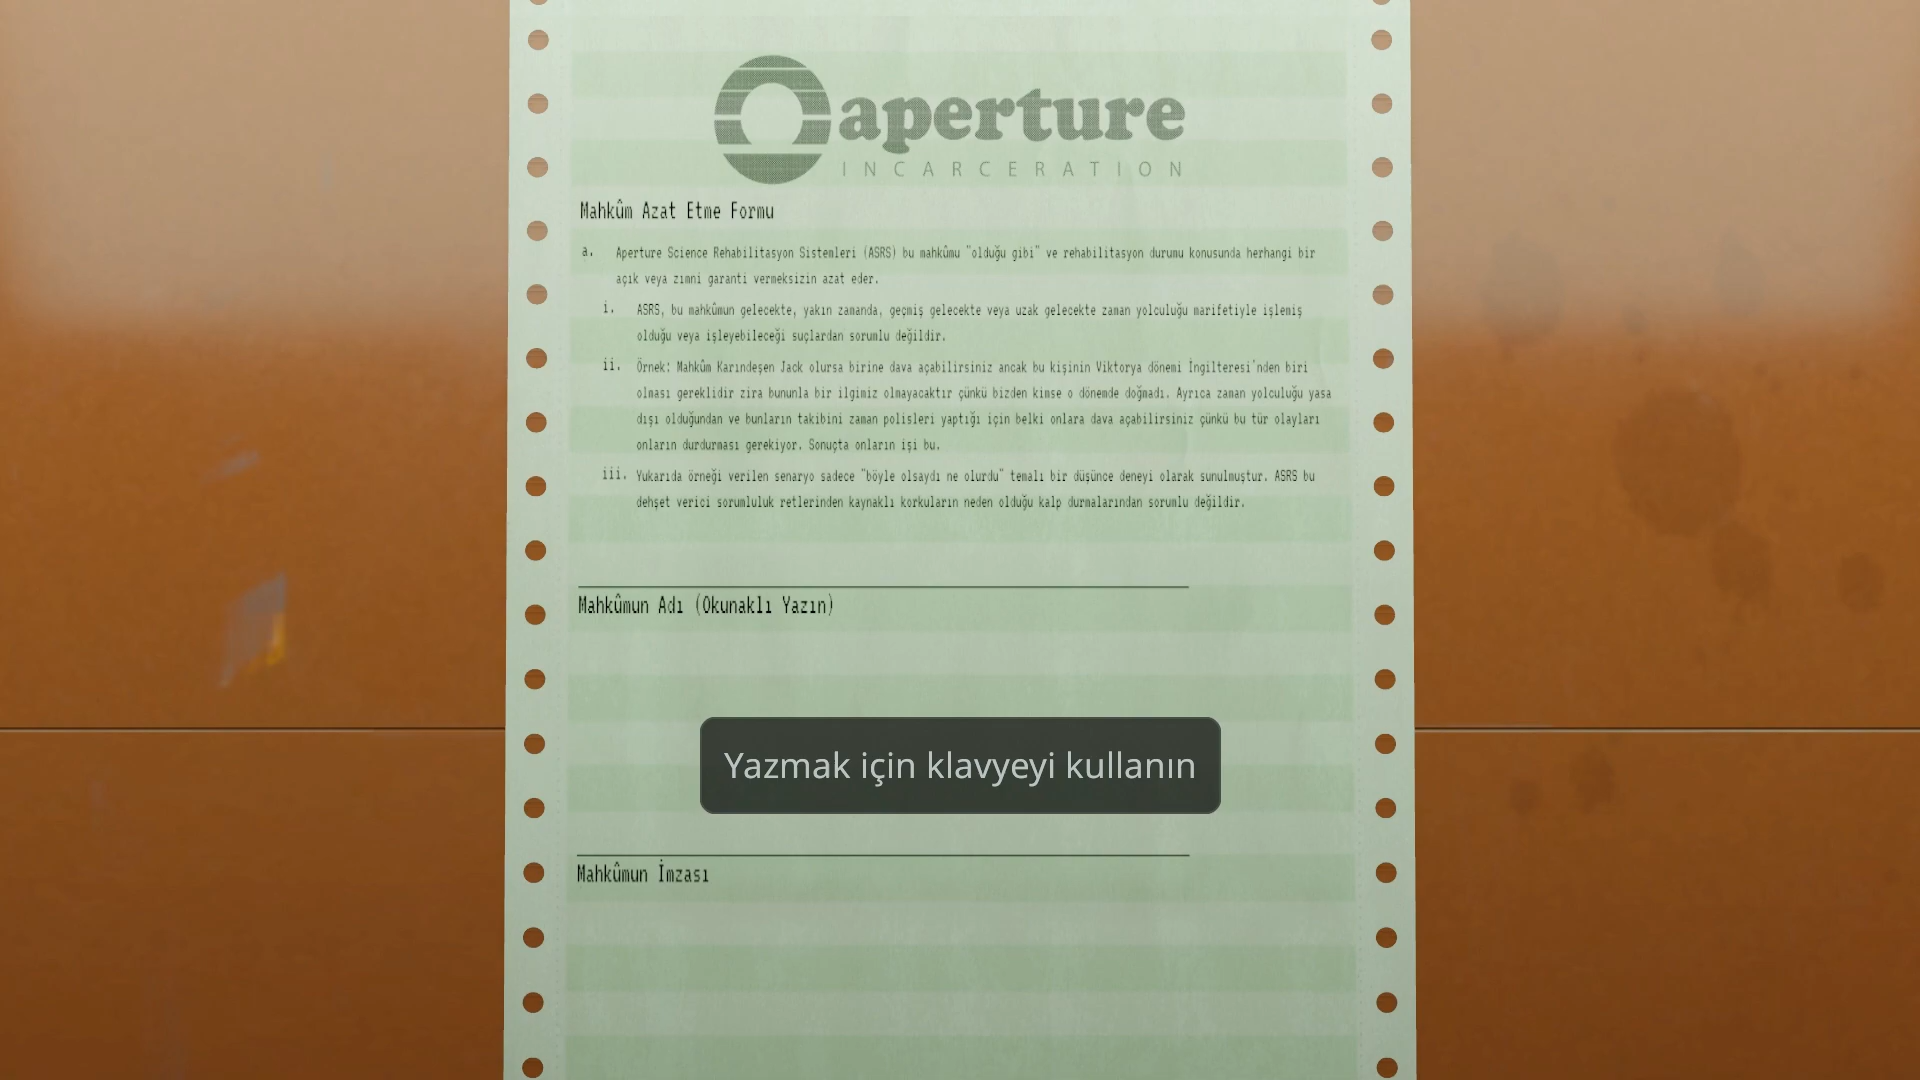 aperture
INCARCERATION
Mahkûm Azat Etme Formu
a. Aperture Science Rehabilitasyon Sistemleri (ASRS) bu mahkûmu "olduğu gibi" ve rehabilitasyon durumu konusunda herhangi bir
açık veya zımni garanti vermeksizin azat eder.
i. ASRS, bu mahkûmun gelecekte, yakın zamanda, geçmiş gelecekte veya uzak gelecekte zaman yolculuğu marifetiyle işlemiş
olduğu veya işleyebileceği suçlardan sorumlu değildir.
ii. Örnek: Mahkûm Karındeşen Jack olursa birine dava açabilirsiniz ancak bu kişinin Viktorya dönemi İngilteresi'nden biri
olması gereklidir zira bununla bir ilgimiz olmayacaktır çünkü bizden kimse o dönemde doğmadı. Ayrıca zaman yolculuğu yasa
dışı olduğundan ve bunların takibini zaman polisleri yaptığı için belki onlara dava açabilirsiniz çünkü bu tür olayları
onların durdurması gerekiyor. Sonuçta onların işi bu.
iii. Yukarıda örneği verilen senaryo sadece "böyle olsaydı ne olurdu" temalı bir düşünce deneyi olarak sunulmuştur. ASRS bu
dehşet verici sorumluluk retlerinden kaynaklı korkuların neden olduğu kalp durmalarından sorumlu değildir.
Mahkûmun Adı (Okunaklı Yazın)
Yazmak için klavyeyi kullanın
Mahkûmun İmzası